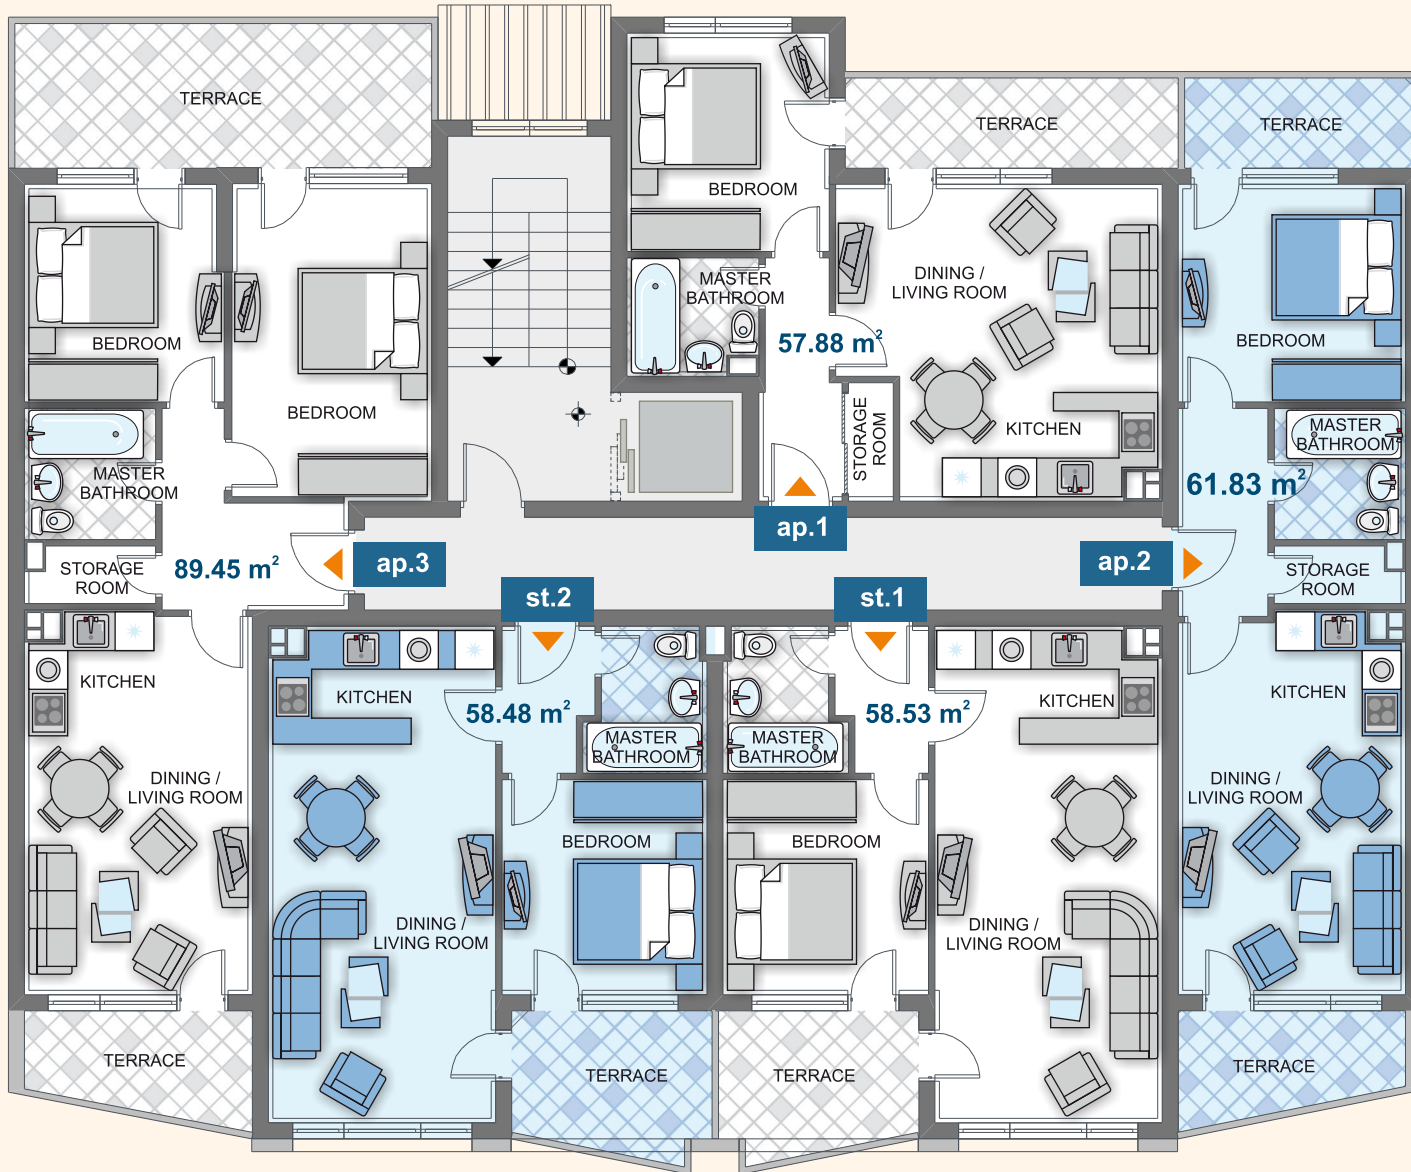 TERRACE
TERRACE
TERRACE
BEDROOM
MASTER
BATHROOM
DINING /
LIVING ROOM
57.88 m²
BEDROOM
BEDROOM
BEDROOM
KITCHEN
STORAGE
ROOM
MASTER
BATHROOM
MASTER
BATHROOM
61.83 m²
ap.1
STORAGE
ROOM
89.45 m²
ap.3
ap.2
STORAGE
ROOM
st.2
st.1
KITCHEN
KITCHEN
58.48 m²
MASTER
BATHROOM
MASTER
BATHROOM
58.53 m²
KITCHEN
KITCHEN
DINING /
LIVING ROOM
DINING /
LIVING ROOM
BEDROOM
BEDROOM
DINING /
LIVING ROOM
DINING /
LIVING ROOM
TERRACE
TERRACE
TERRACE
TERRACE